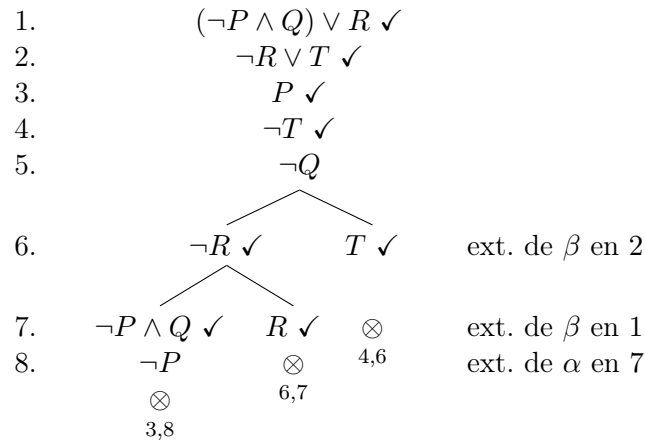 1. (¬P ∧ Q) ∨ R ✓
2. ¬R ∨ T ✓
3. P ✓
4. ¬T ✓
5. ¬Q
6. ¬R ✓ T ✓ ext. de β en 2
7. ¬P ∧ Q ✓ R ✓ ⊗ ext. de β en 1
4,6
8. ¬P ⊗ ext. de α en 7
6,7
⊗
3,8